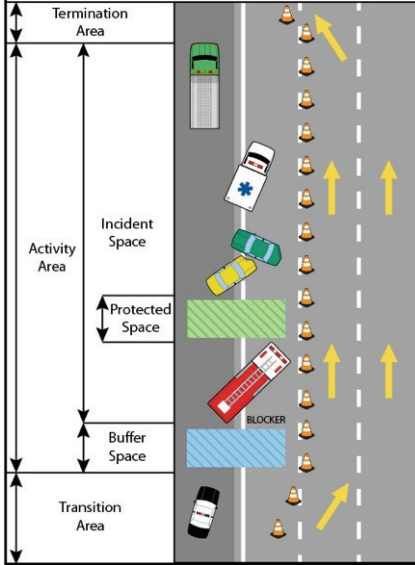 Termination
Area
Incident
Space
Activity
Area
Protected
Space
BLOCKER
Buffer
Space
Transition
Area